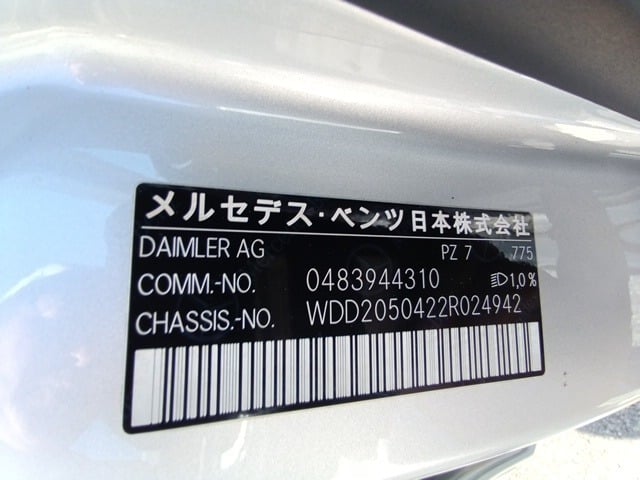 メルセデス・ベンツ日本株式会社
DAIMLER AG PZ 7 775
COMM.-NO. 0483944310 1,0%
CHASSIS.-NO. WDD2050422R024942